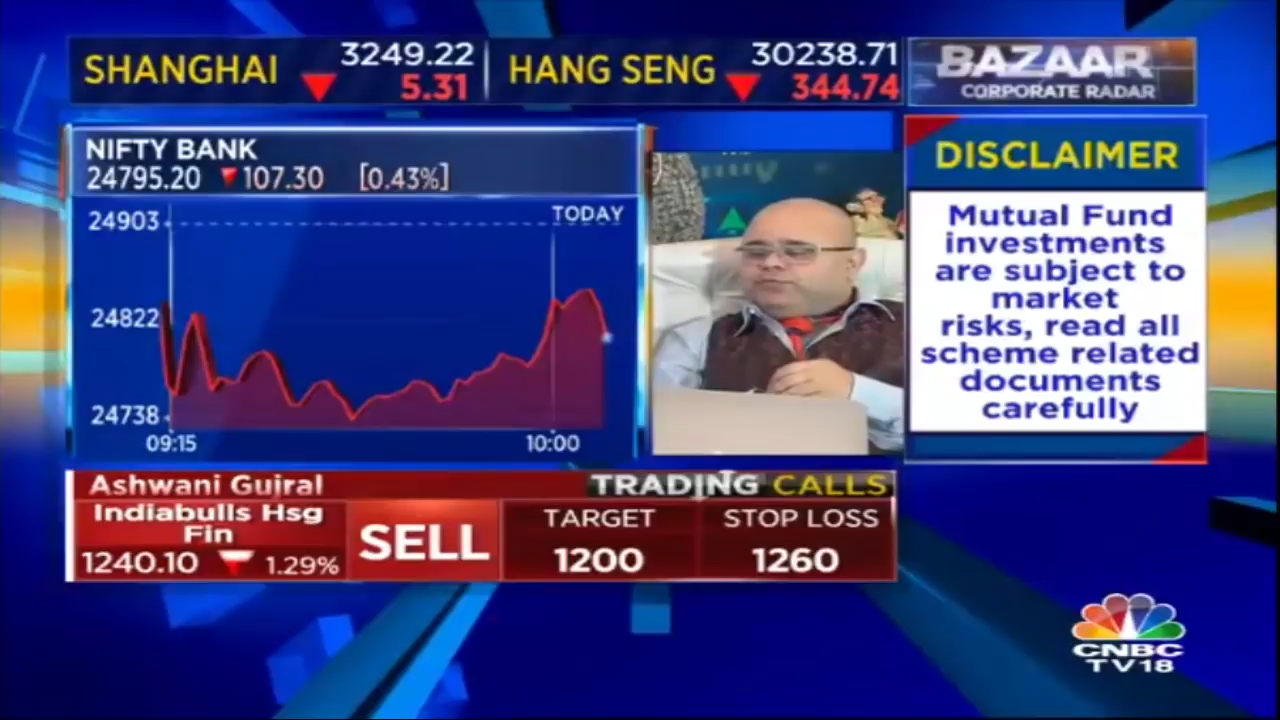 SHANGHAI 3249.22 ▼ 5.31
HANG SENG 30238.71 ▼ 344.74
BAZAAR
CORPORATE RADAR
NIFTY BANK
24795.20 ▼107.30 [0.43%]
TODAY
24903
24822
24738
09:15 10:00
DISCLAIMER
Mutual Fund
investments
are subject to
market
risks, read all
scheme related
documents
carefully
Ashwani Gujral
TRADING CALLS
Indiabulls Hsg
Fin
1240.10 ▼ 1.29%
SELL
TARGET
1200
STOP LOSS
1260
CNBC
TV18